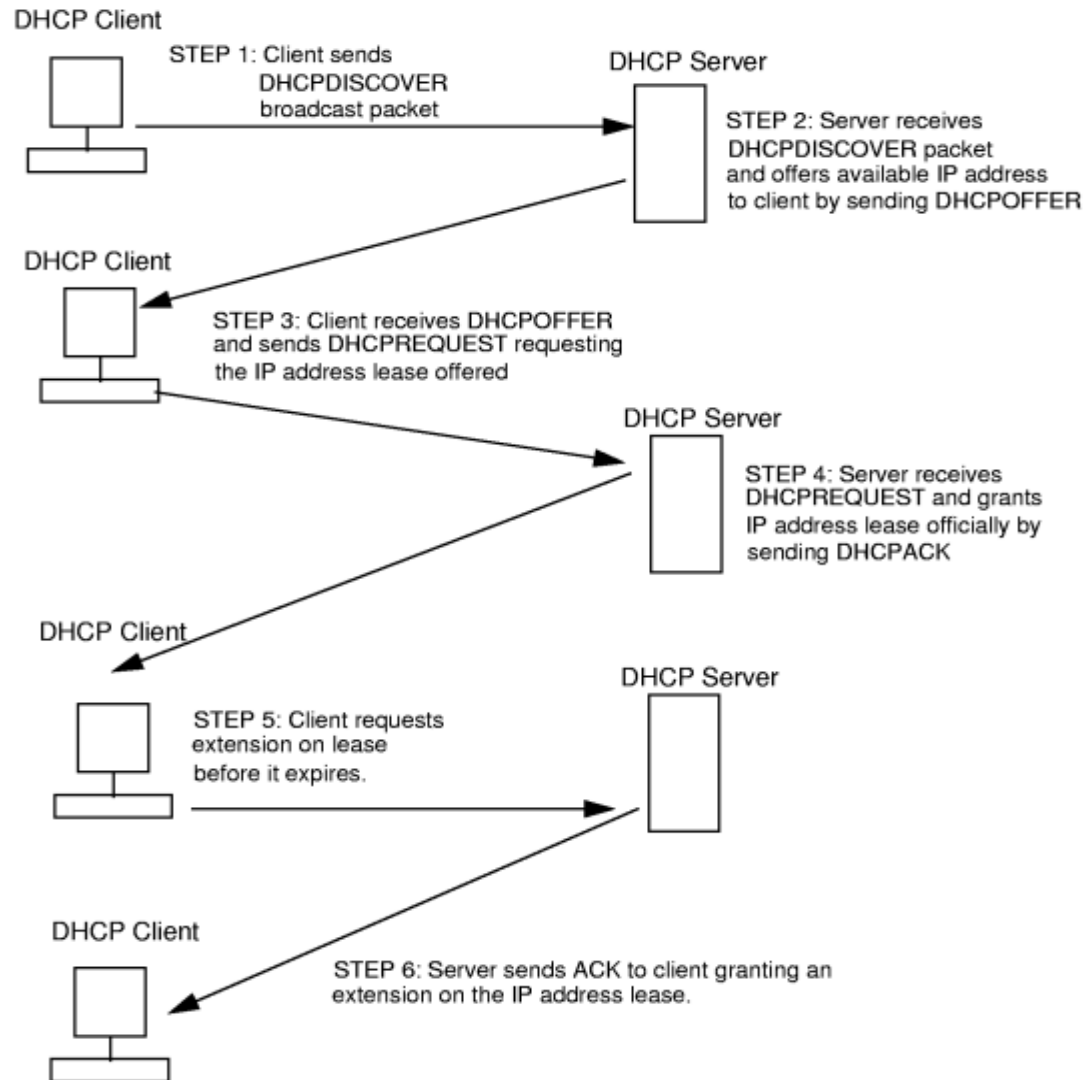 DHCP Client
STEP 1: Client sends
DHCPDISCOVER
broadcast packet
DHCP Server
STEP 2: Server receives
DHCPDISCOVER packet
and offers available IP address
to client by sending DHCPOFFER
DHCP Client
STEP 3: Client receives DHCPOFFER
and sends DHCPREQUEST requesting
the IP address lease offered
DHCP Server
STEP 4: Server receives
DHCPREQUEST and grants
IP address lease officially by
sending DHCPACK
DHCP Client
STEP 5: Client requests
extension on lease
before it expires.
DHCP Server
DHCP Client
STEP 6: Server sends ACK to client granting an
extension on the IP address lease.